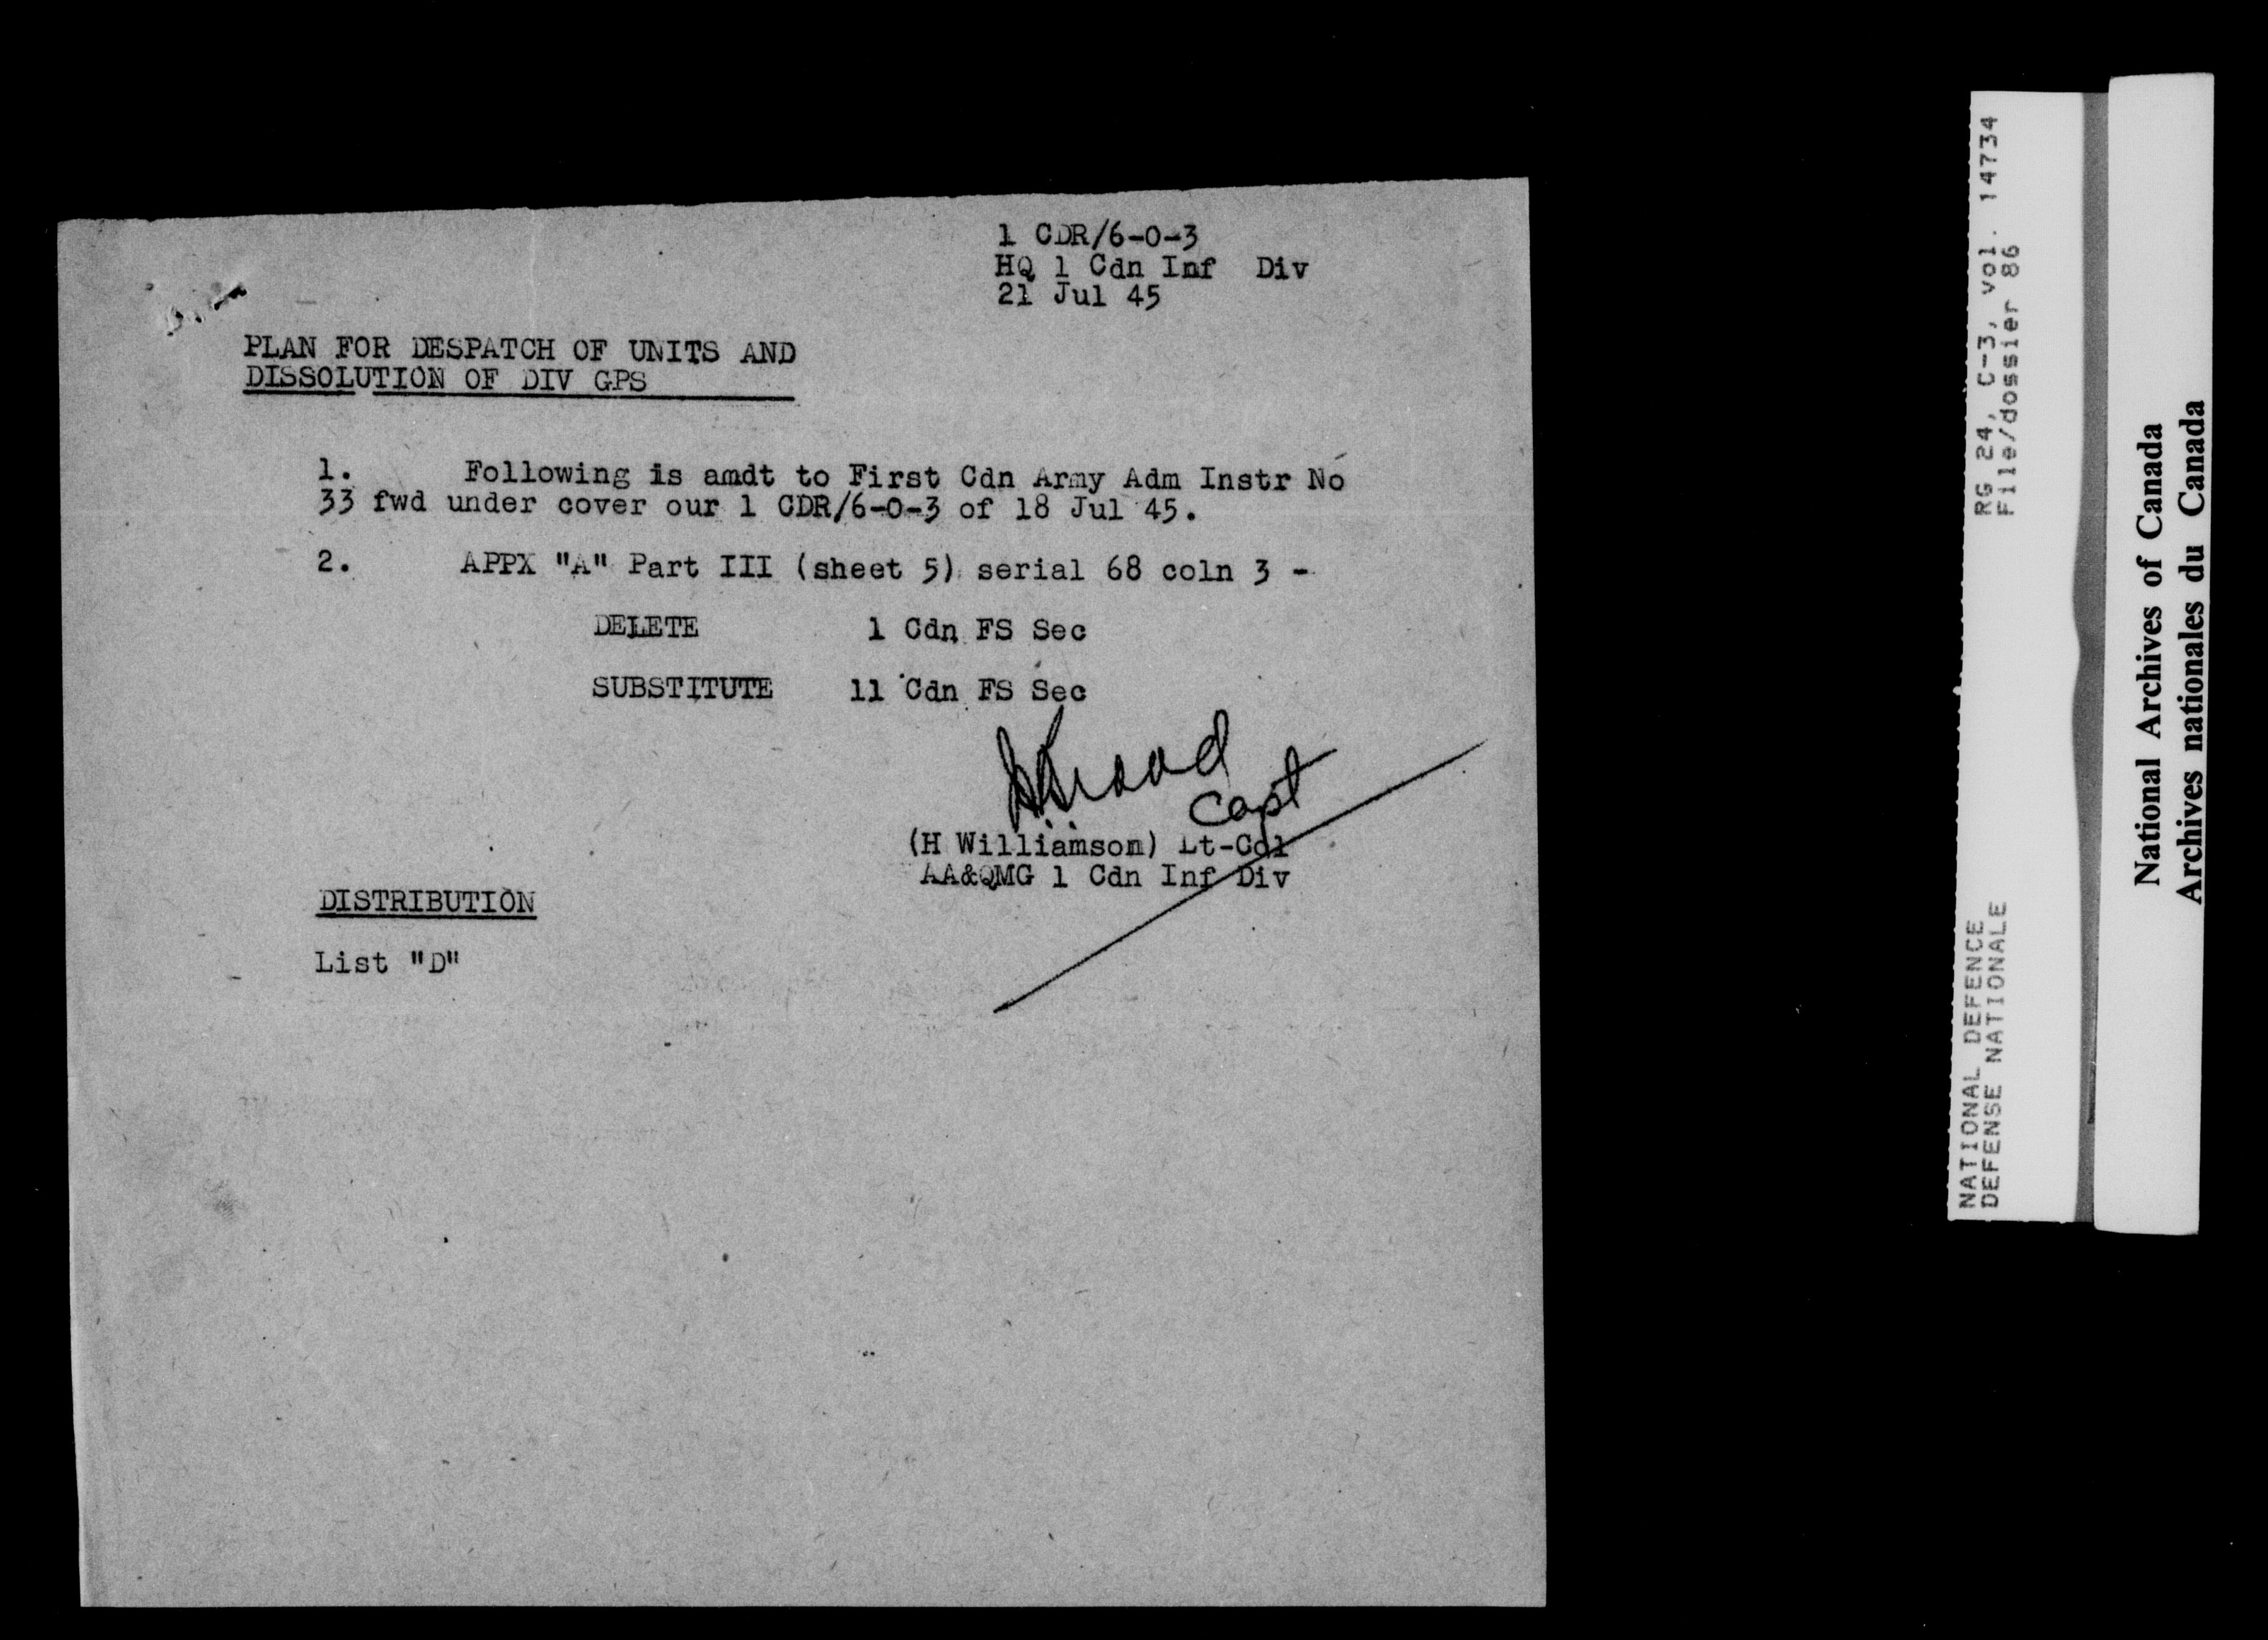 1 CDR/6-0-3
HQ 1 Cdn Inf Div
21 Jul 45
PLAN FOR DESPATCH OF UNITS AND
DISSOLUTION OF DIV GPS
1. Following is amdt to First Cdn Army Adm Instr No
33 fwd under cover our 1 CDR/6-0-3 of 18 Jul 45.
2. APPX "A" Part III (sheet 5) serial 68 coln 3 -
DELETE 1 Cdn FS Sec
SUBSTITUTE 11 Cdn FS Sec
Capt
(H Williamson) Lt-Col
AA&QMG 1 Cdn Inf Div
DISTRIBUTION
List "D"
NATIONAL DEFENCE RG 24, C-3, vol. 14734
DEFENSE NATIONALE File/dossier 86
National Archives of Canada
Archives nationales du Canada